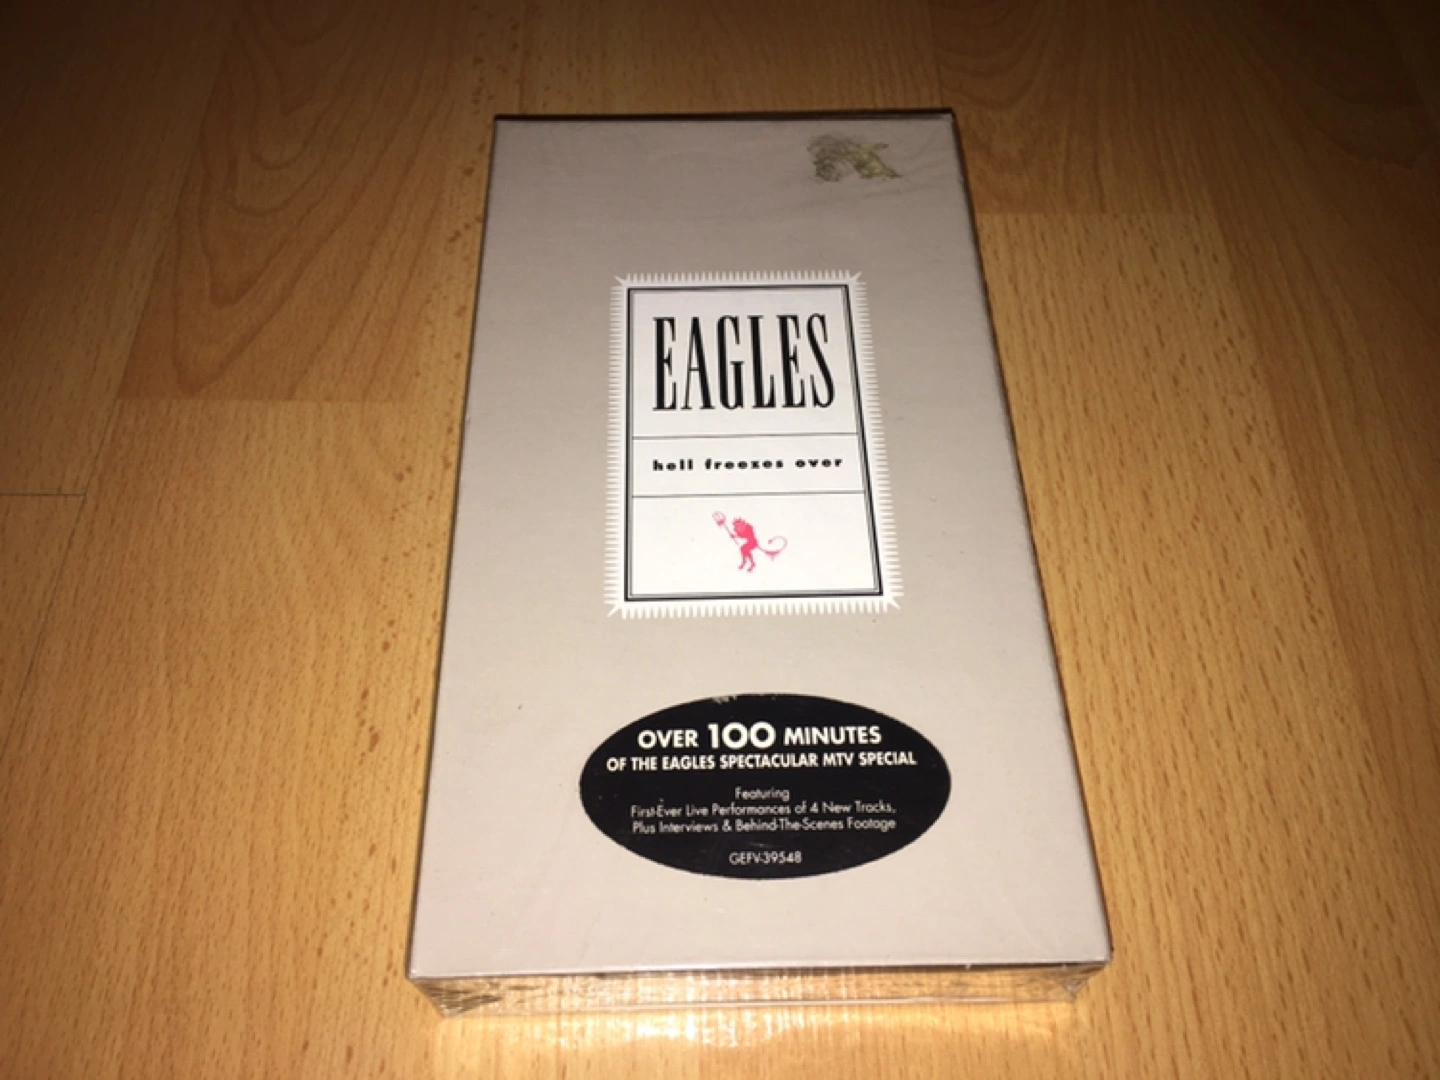 EAGLES
hell freezes over
OVER 100 MINUTES
OF THE EAGLES SPECTACULAR MTV SPECIAL
Featuring
First-Ever Live Performances of 4 New Tracks,
Plus Interviews & Behind-The-Scenes Footage
GEFV-39548